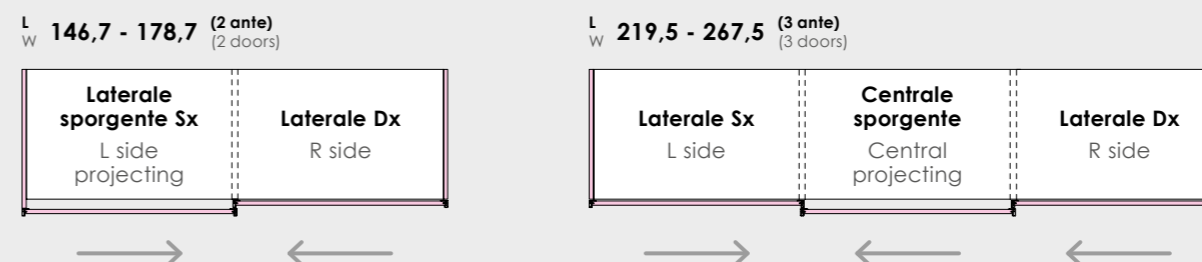 L
W
146,7 - 178,7
(2 ante)
(2 doors)
Laterale
sporgente Sx
L side
projecting
Laterale Dx
R side
L
W
219,5 - 267,5
(3 ante)
(3 doors)
Laterale Sx
L side
Centrale
sporgente
Central
projecting
Laterale Dx
R side